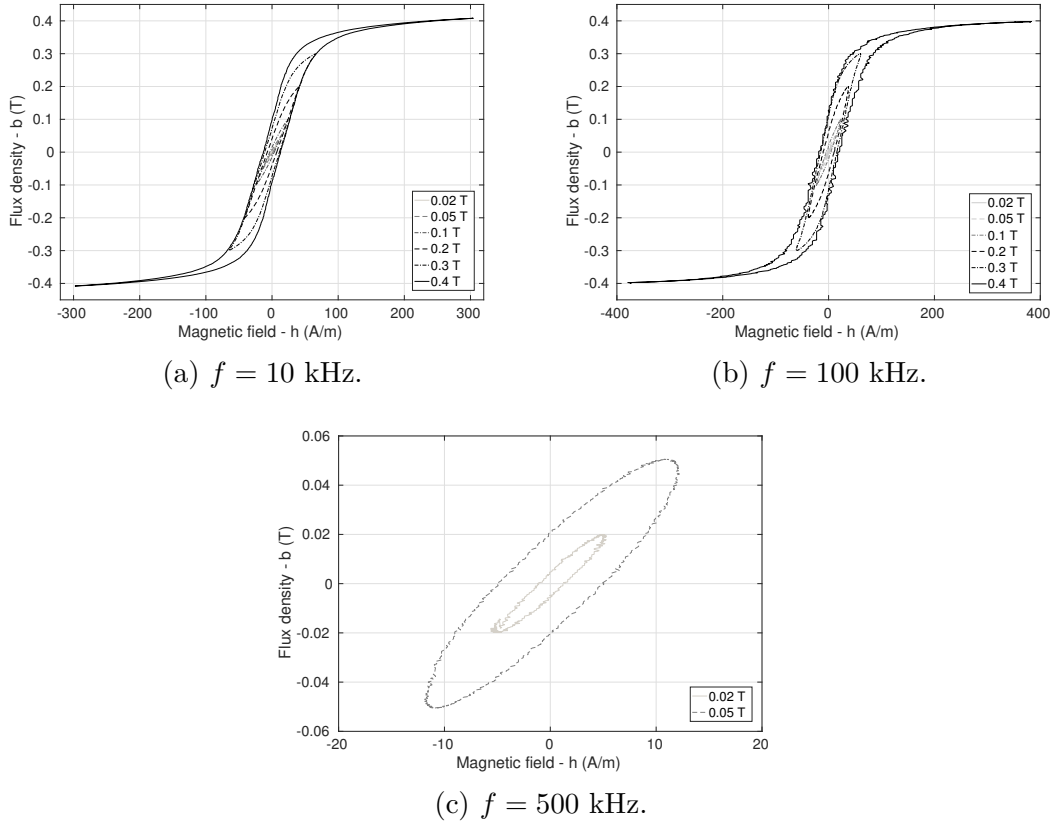 0.4
0.3
0.2
0.1
0
-0.1
-0.2
-0.3
-0.4
Flux density - b (T)
-300 -200 -100 0 100 200 300
Magnetic field - h (A/m)
0.02 T
0.05 T
0.1 T
0.2 T
0.3 T
0.4 T
(a) f = 10 kHz.
0.4
0.3
0.2
0.1
0
-0.1
-0.2
-0.3
-0.4
Flux density - b (T)
-400 -200 0 200 400
Magnetic field - h (A/m)
0.02 T
0.05 T
0.1 T
0.2 T
0.3 T
0.4 T
(b) f = 100 kHz.
0.06
0.04
0.02
0
-0.02
-0.04
-0.06
Flux density - b (T)
-20 -10 0 10 20
Magnetic field - h (A/m)
0.02 T
0.05 T
(c) f = 500 kHz.